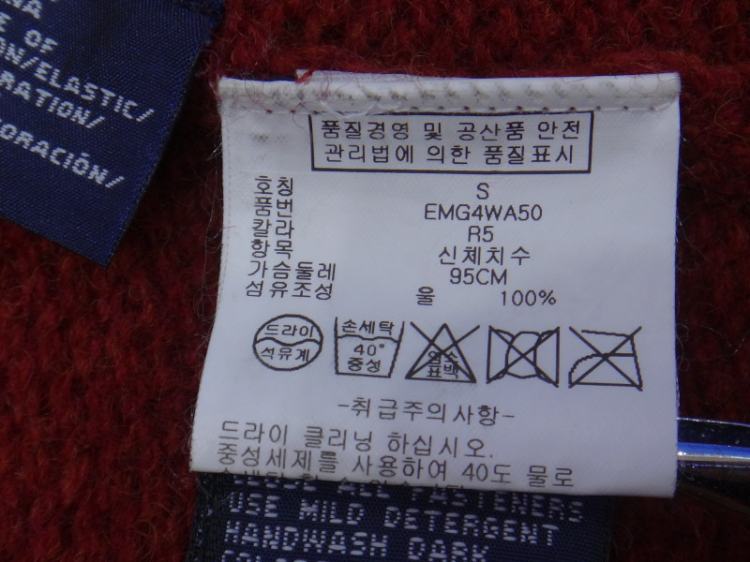 NA
E OF
ON/ELASTIC/
RATION/
ORACIÓN/
품질경영 및 공산품 안전
관리법에 의한 품질표시
호칭 S
품번 EMG4WA50
칼라 R5
항목 신체치수
가슴둘레 95CM
섬유조성 울 100%
드라이
석유계
손세탁
40°
중성
염소
표백
-취급주의사항-
드라이 클리닝 하십시오.
중성세제를 사용하여 40도 물로
ALL FASTENERS
USE MILD DETERGENT
HANDWASH DARK